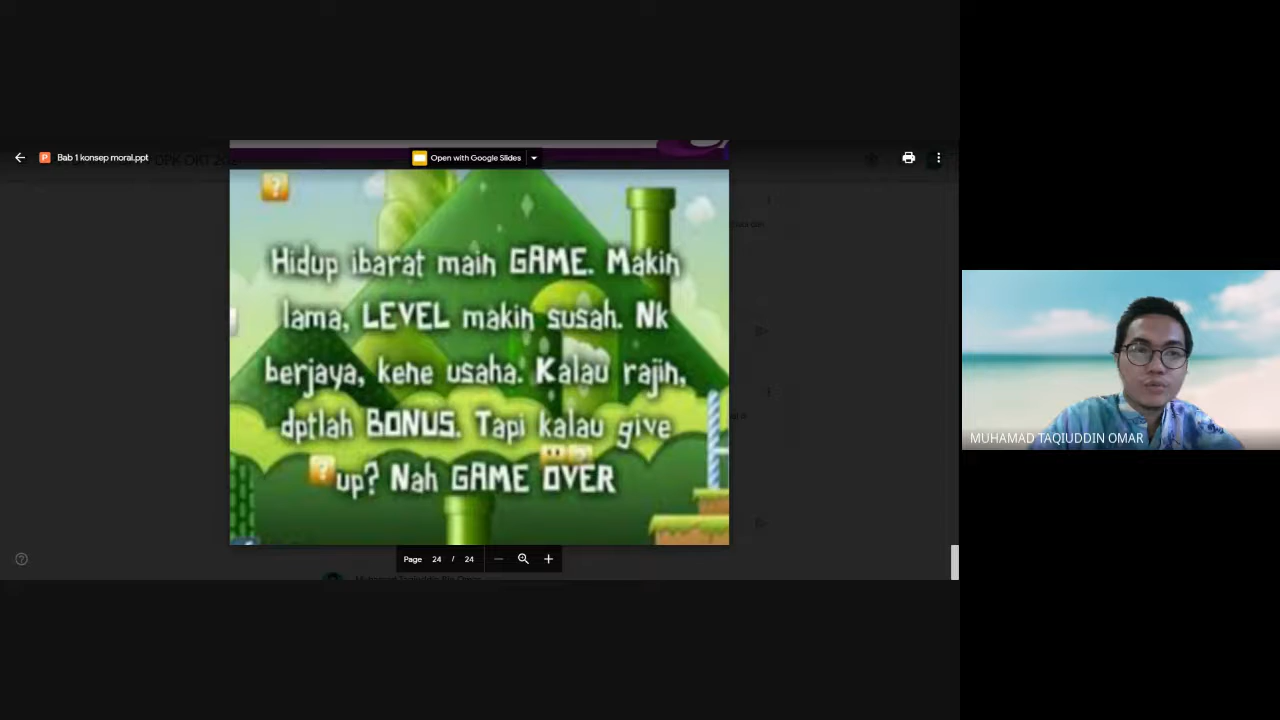 Bab 1 konsep moral.ppt
Open with Google Slides
Hidup ibarat main GAME. Makin
lama, LEVEL makin susah. Nk
berjaya, kene usaha. Kalau rajin,
dptlah BONUS. Tapi kalau give
up? Nah GAME OVER
Page 24 / 24
MUHAMAD TAQIUDDIN OMAR